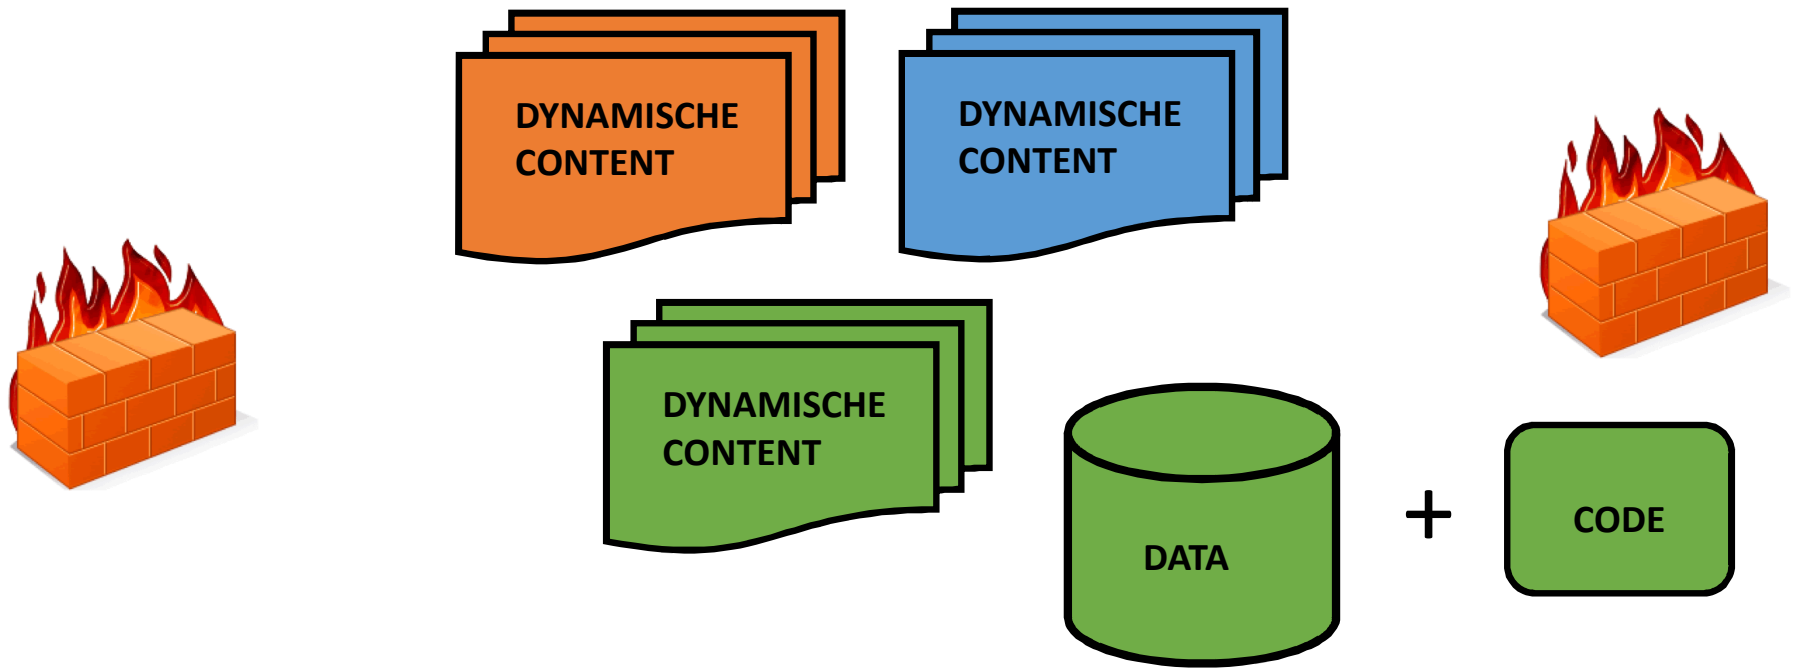 DYNAMISCHE
CONTENT
DYNAMISCHE
CONTENT
DYNAMISCHE
CONTENT
DATA
+
CODE